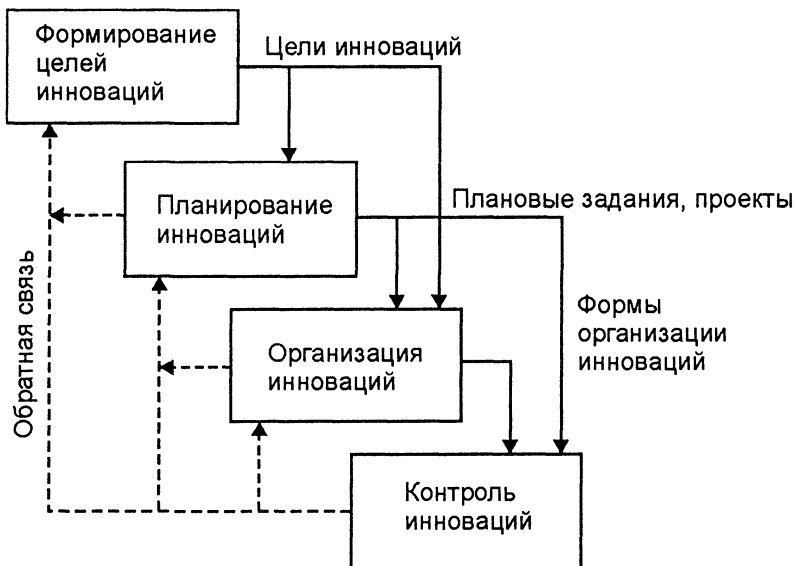 Формирование
целей
инноваций
Цели инноваций
Планирование
инноваций
Плановые задания, проекты
Обратная связь
Организация
инноваций
Формы
организации
инноваций
Контроль
инноваций